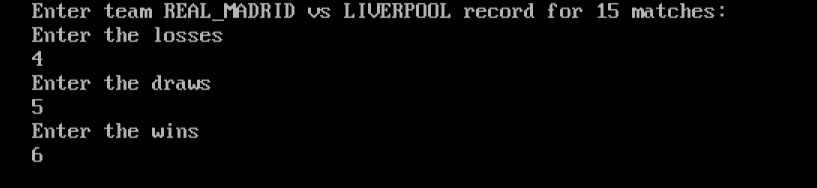 Enter team REAL_MADRID vs LIVERPOOL record for 15 matches:
Enter the losses
4
Enter the draws
5
Enter the wins
6